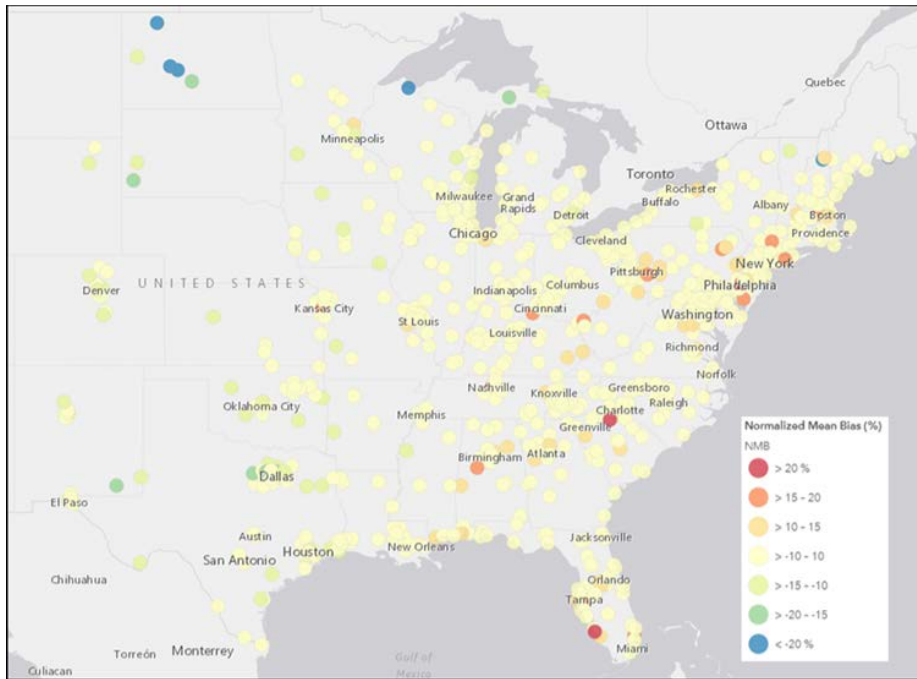 Quebec
Ottawa
Minneapolis
Toronto
Rochester
Milwaukee
Grand
Rapids
Buffalo
Albany
Boston
Detroit
Providence
Chicago
Cleveland
New York
Pittsburgh
Denver
UNITED STATES
Indianapolis
Columbus
Philadelphia
Kansas City
Cincinnati
St Louis
Washington
Louisville
Richmond
Norfolk
Nashville
Knoxville
Greensboro
Oklahoma City
Memphis
Charlotte
Raleigh
Greenville
Birmingham
Atlanta
Dallas
El Paso
Austin
Jacksonville
New Orleans
Houston
San Antonio
Chihuahua
Orlando
Tampa
Miami
Torreón
Monterrey
Gulf of
Mexico
Culiacan
Normalized Mean Bias (%)
NMB
> 20 %
> 15 - 20
> 10 - 15
> -10 - 10
> -15 - -10
> -20 - -15
< -20 %